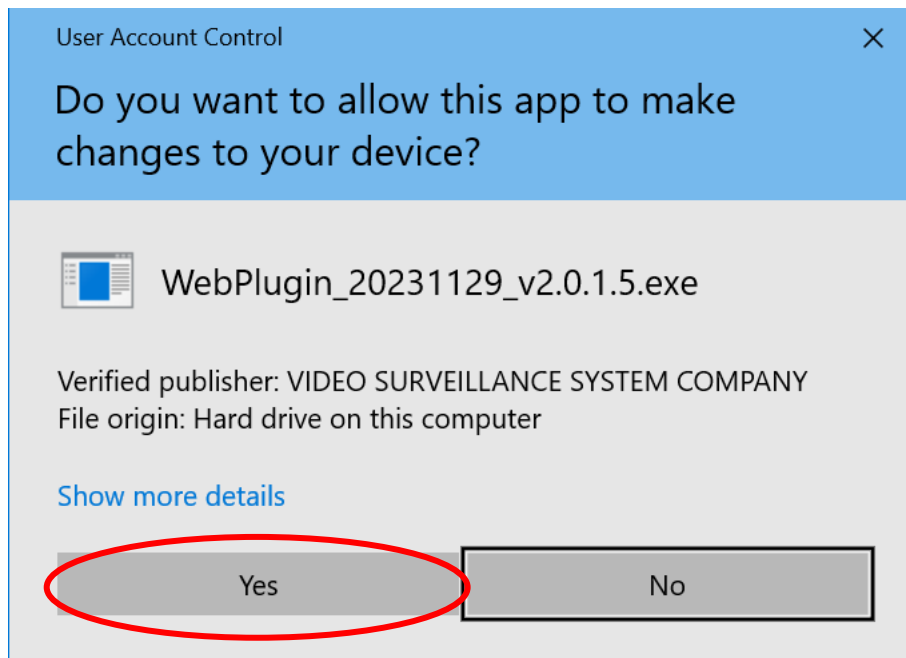 User Account Control
Do you want to allow this app to make
changes to your device?
WebPlugin_20231129_v2.0.1.5.exe
Verified publisher: VIDEO SURVEILLANCE SYSTEM COMPANY
File origin: Hard drive on this computer
Show more details
Yes
No